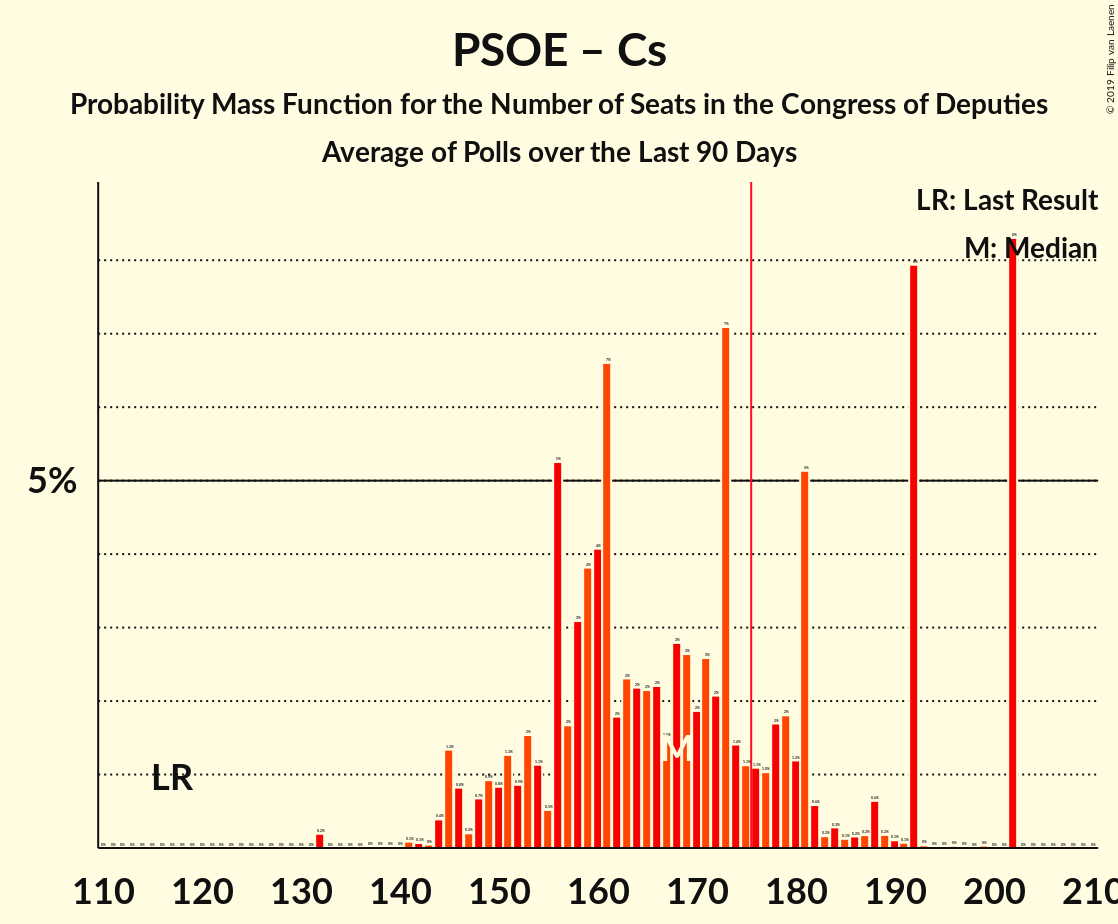 PSOE – Cs
Probability Mass Function for the Number of Seats in the Congress of Deputies
Average of Polls over the Last 90 Days
© 2019 Filip van Laenen
LR: Last Result
M: Median
5%
LR
M
110 120 130 140 150 160 170 180 190 200 210